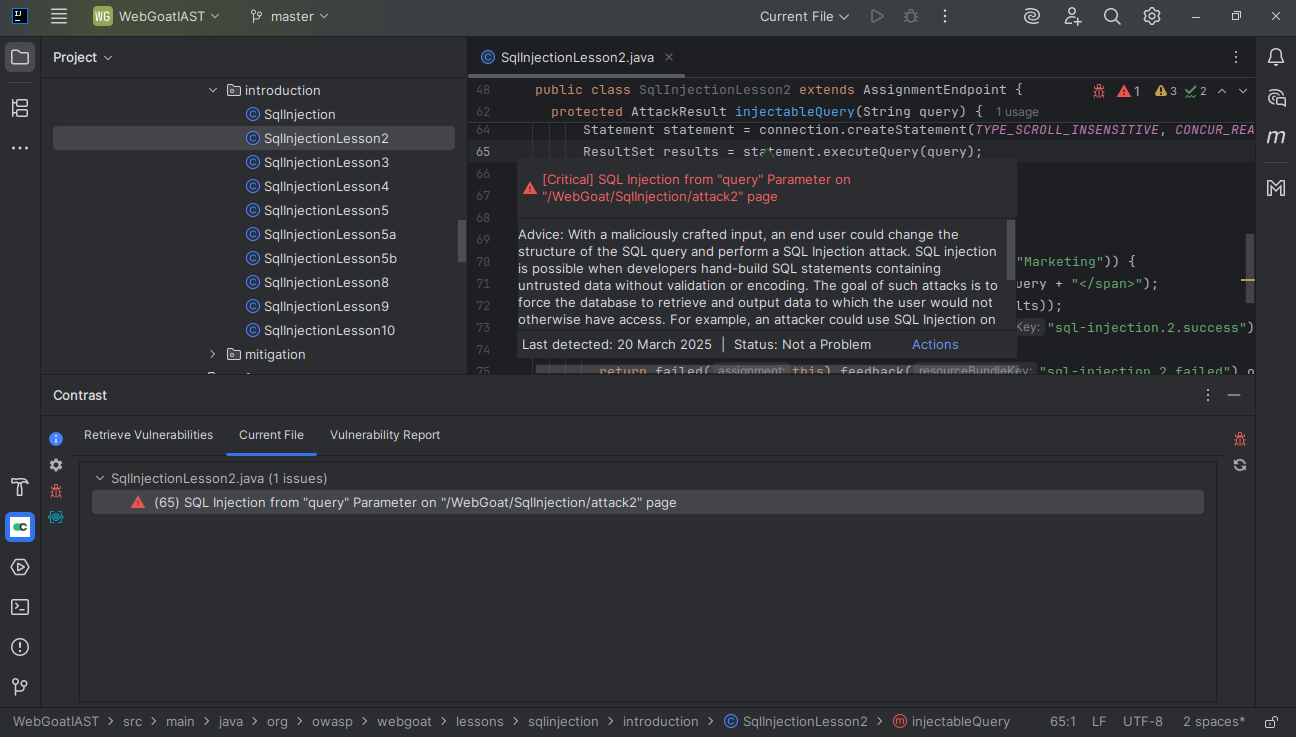 WG WebGoatIAST master Current File
Project
introduction
SqlInjection
SqlInjectionLesson2
SqlInjectionLesson3
SqlInjectionLesson4
SqlInjectionLesson5
SqlInjectionLesson5a
SqlInjectionLesson5b
SqlInjectionLesson8
SqlInjectionLesson9
SqlInjectionLesson10
mitigation
SqlInjectionLesson2.java
48 public class SqlInjectionLesson2 extends AssignmentEndpoint {
1 3 2
62 protected AttackResult injectableQuery(String query) { 1 usage
64 Statement statement = connection.createStatement(TYPE_SCROLL_INSENSITIVE, CONCUR_REA
65 ResultSet results = statement.executeQuery(query);
66
67
68
69
70 "Marketing")) {
71 uery + "</span>");
72 lts));
73 Key: "sql-injection.2.success")
74
75 return failed( assignment: this).feedback( resourceBundleKey: "sql-injection.2.failed").o
[Critical] SQL Injection from "query" Parameter on
"/WebGoat/SqlInjection/attack2" page
Advice: With a maliciously crafted input, an end user could change the
structure of the SQL query and perform a SQL Injection attack. SQL injection
is possible when developers hand-build SQL statements containing
untrusted data without validation or encoding. The goal of such attacks is to
force the database to retrieve and output data to which the user would not
otherwise have access. For example, an attacker could use SQL Injection on
Last detected: 20 March 2025 | Status: Not a Problem Actions
Contrast
Retrieve Vulnerabilities Current File Vulnerability Report
SqlInjectionLesson2.java (1 issues)
(65) SQL Injection from "query" Parameter on "/WebGoat/SqlInjection/attack2" page
WebGoatIAST > src > main > java > org > owasp > webgoat > lessons > sqlinjection > introduction > SqlInjectionLesson2 > injectableQuery 65:1 LF UTF-8 2 spaces*